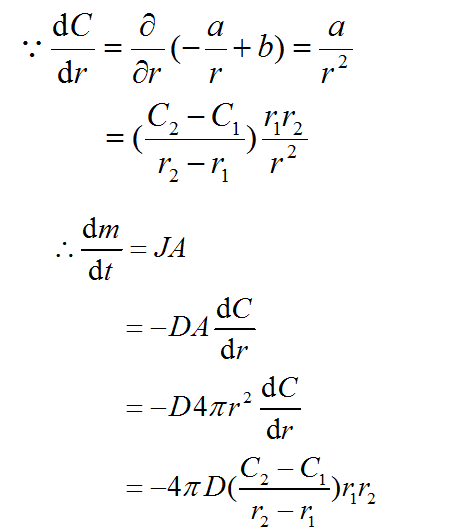 ∵ dC/dr = ∂/∂r (−a/r + b) = a/r²
= (C₂ − C₁ / r₂ − r₁) r₁r₂/r²
∴ dm/dt = JA
= −DA dC/dr
= −D4πr² dC/dr
= −4πD(C₂ − C₁ / r₂ − r₁)r₁r₂